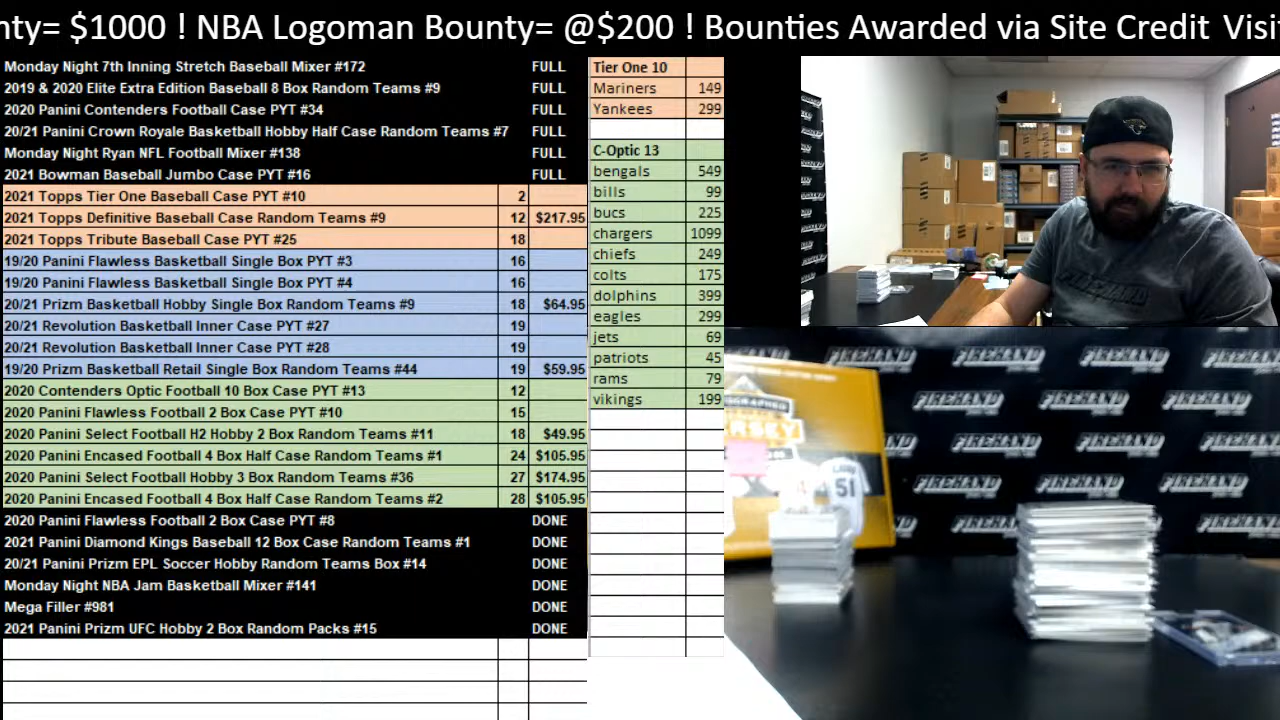 nty= $1000 ! NBA Logoman Bounty= @$200 ! Bounties Awarded via Site Credit Visi
Monday Night 7th Inning Stretch Baseball Mixer #172 FULL
2019 & 2020 Elite Extra Edition Baseball 8 Box Random Teams #9 FULL
2020 Panini Contenders Football Case PYT #34 FULL
20/21 Panini Crown Royale Basketball Hobby Half Case Random Teams #7 FULL
Monday Night Ryan NFL Football Mixer #138 FULL
2021 Bowman Baseball Jumbo Case PYT #16 FULL
2021 Topps Tier One Baseball Case PYT #10 2
2021 Topps Definitive Baseball Case Random Teams #9 12 $217.95
2021 Topps Tribute Baseball Case PYT #25 18
19/20 Panini Flawless Basketball Single Box PYT #3 16
19/20 Panini Flawless Basketball Single Box PYT #4 16
20/21 Prizm Basketball Hobby Single Box Random Teams #9 18 $64.95
20/21 Revolution Basketball Inner Case PYT #27 19
20/21 Revolution Basketball Inner Case PYT #28 19
19/20 Prizm Basketball Retail Single Box Random Teams #44 19 $59.95
2020 Contenders Optic Football 10 Box Case PYT #13 12
2020 Panini Flawless Football 2 Box Case PYT #10 15
2020 Panini Select Football H2 Hobby 2 Box Random Teams #11 18 $49.95
2020 Panini Encased Football 4 Box Half Case Random Teams #1 24 $105.95
2020 Panini Select Football Hobby 3 Box Random Teams #36 27 $174.95
2020 Panini Encased Football 4 Box Half Case Random Teams #2 28 $105.95
2020 Panini Flawless Football 2 Box Case PYT #8 DONE
2021 Panini Diamond Kings Baseball 12 Box Case Random Teams #1 DONE
20/21 Panini Prizm EPL Soccer Hobby Random Teams Box #14 DONE
Monday Night NBA Jam Basketball Mixer #141 DONE
Mega Filler #981 DONE
2021 Panini Prizm UFC Hobby 2 Box Random Packs #15 DONE
Tier One 10
Mariners 149
Yankees 299
C-Optic 13
bengals 549
bills 99
bucs 225
chargers 1099
chiefs 249
colts 175
dolphins 399
eagles 299
jets 69
patriots 45
rams 79
vikings 199
JERSEY
51
FIREHAND
FIREHAND
FIREHAND
FIREHAND
FIREHAND
FIREHAND
FIREHAND
FIREHAND
FIREHAND